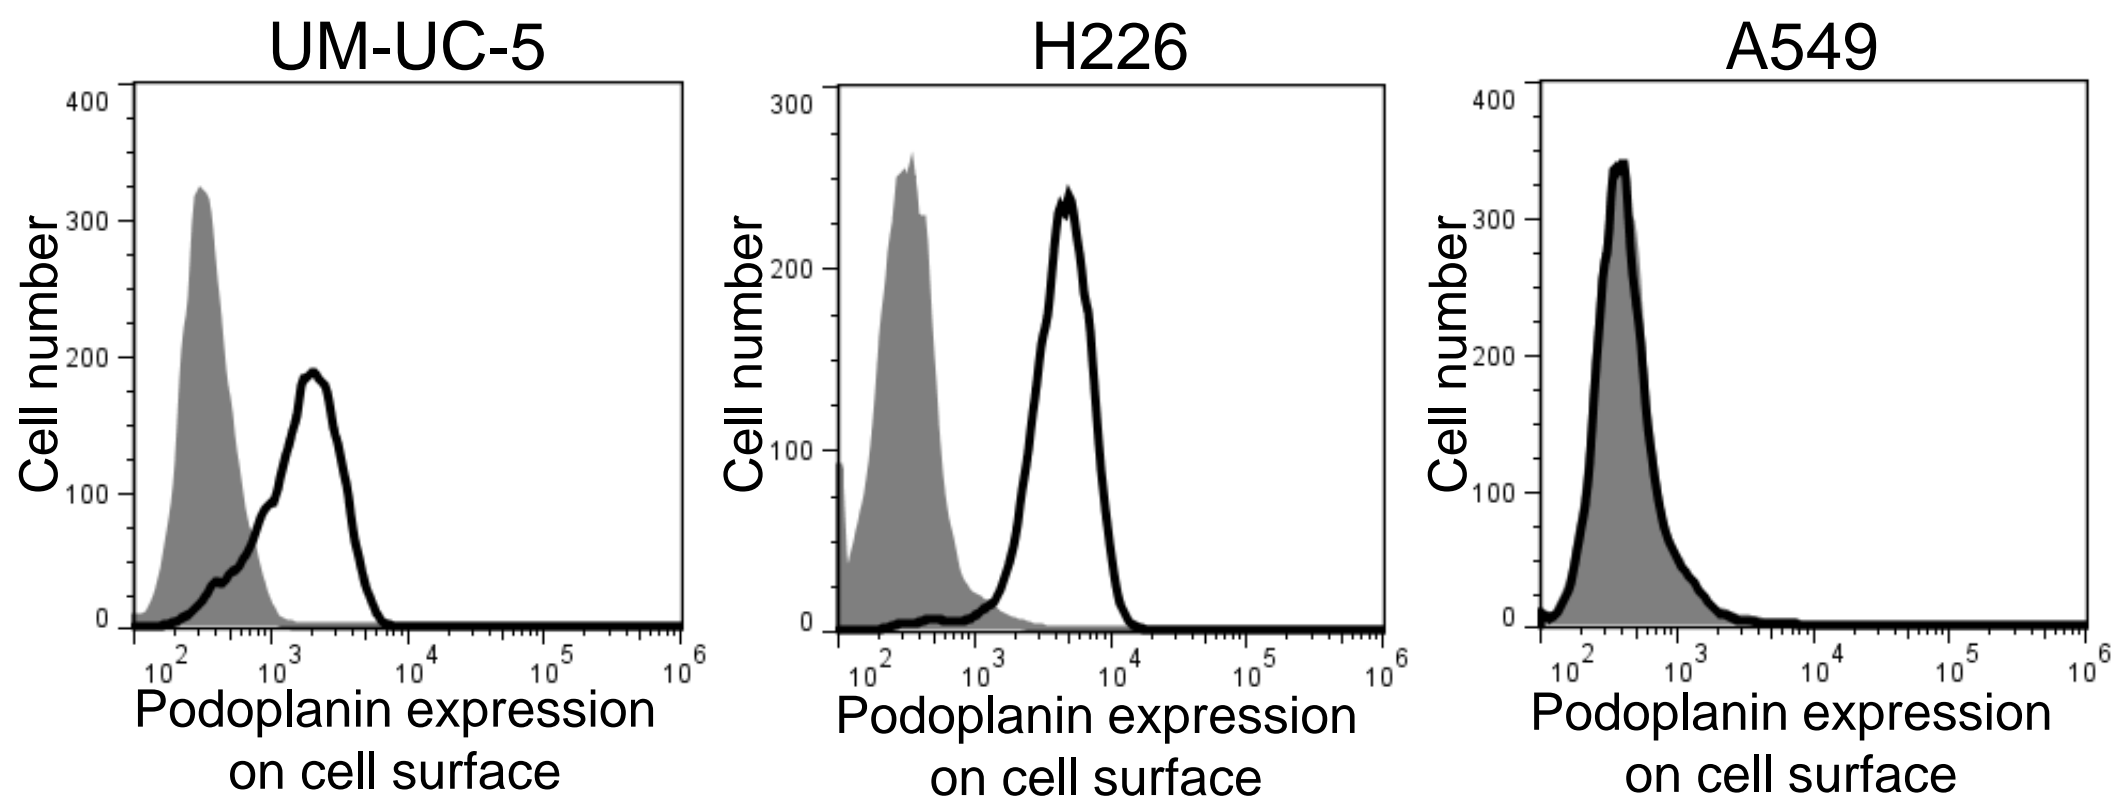 UM-UC-5
400
300
200
100
0
Cell number
10^2 10^3 10^4 10^5 10^6
Podoplanin expression
on cell surface
H226
300
200
100
0
Cell number
10^2 10^3 10^4 10^5 10^6
Podoplanin expression
on cell surface
A549
400
300
200
100
0
Cell number
10^2 10^3 10^4 10^5 10^6
Podoplanin expression
on cell surface